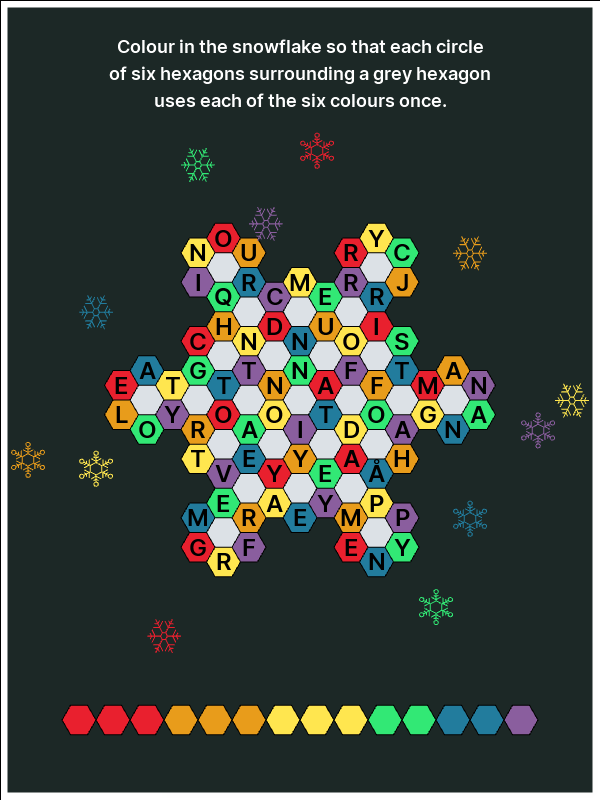 Colour in the snowflake so that each circle
of six hexagons surrounding a grey hexagon
uses each of the six colours once.
O Y
N U R C
I R M R J
Q C E R
H D U I
C N N O S
A G T N F T A
E T T N A F M N
L Y O O T O G A
O R A I D A N
T E Y A H
V Y E Å
E A Y P
M R E M P
G F E Y
R N